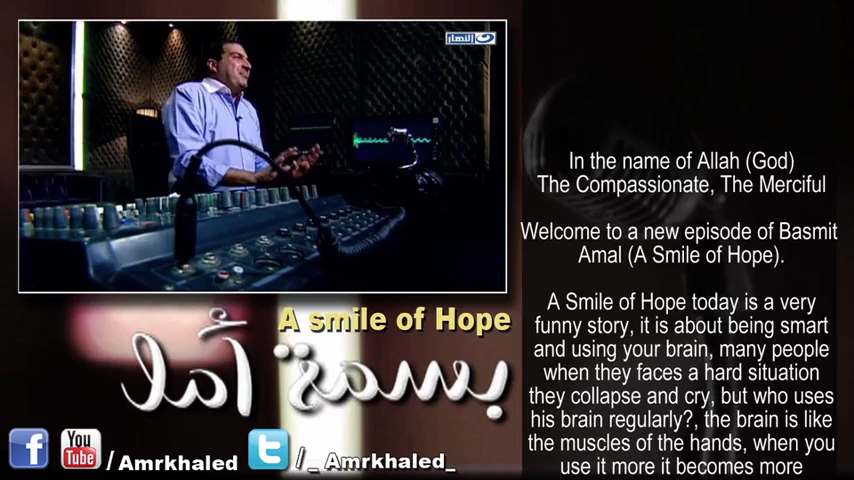 النهار
In the name of Allah (God)
The Compassionate, The Merciful
Welcome to a new episode of Basmit
Amal (A Smile of Hope).
A Smile of Hope today is a very
funny story, it is about being smart
and using your brain, many people
when they faces a hard situation
they collapse and cry, but who uses
his brain regularly?, the brain is like
the muscles of the hands, when you
use it more it becomes more
A smile of Hope
بسمة أمل
f You Tube /Amrkhaled t /_Amrkhaled_